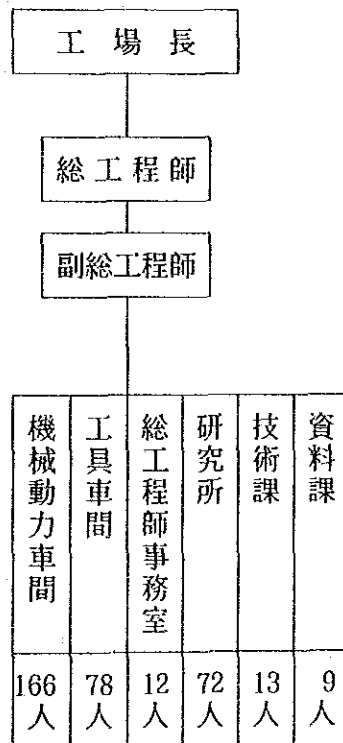 工場長
総工程師
副総工程師
機械動力車間
166人
工具車間
78人
総工程師事務室
12人
研究所
72人
技術課
13人
資料課
9人